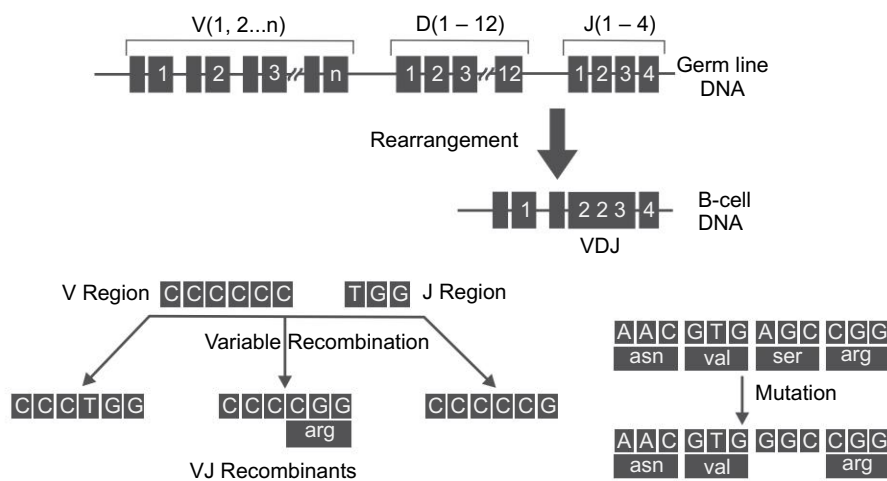 V(1, 2...n) D(1 – 12) J(1 – 4)
1 2 3 n 1 2 3 12 1 2 3 4 Germ line
DNA
Rearrangement
1 2 2 3 4 B-cell
DNA
VDJ
V Region C C C C C C T G G J Region
Variable Recombination
C C C T G G C C C C G G C C C C C G
arg
VJ Recombinants
A A C G T G A G C C G G
asn val ser arg
Mutation
A A C G T G G G C C G G
asn val arg